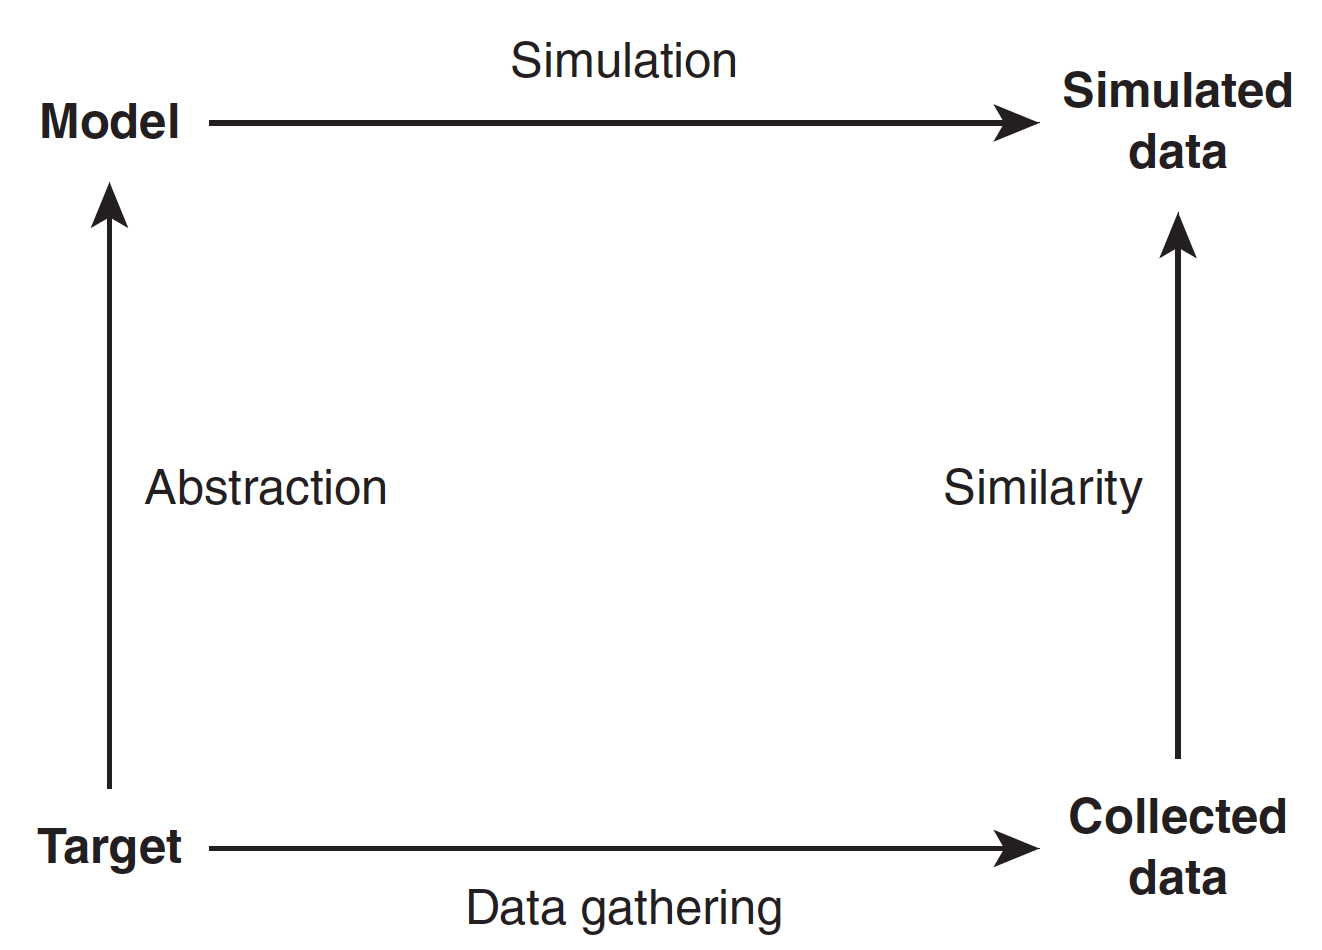 Simulation
Model
Simulated
data
Abstraction
Similarity
Target
Collected
data
Data gathering